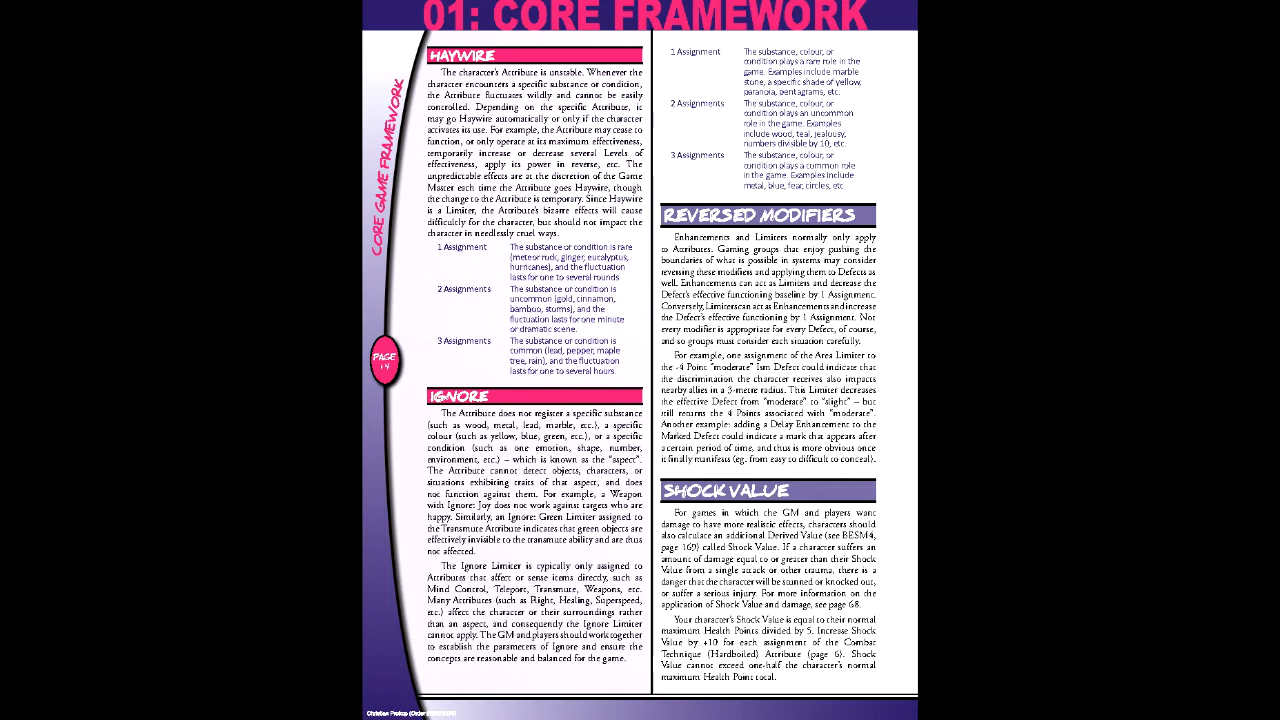 01: CORE FRAMEWORK
CORE GAME FRAMEWORK
PAGE
14
HAYWIRE
The character's Attribute is unstable. Whenever the
character encounters a specific substance or condition,
the Attribute fluctuates wildly and cannot be easily
controlled. Depending on the specific Attribute, it
may go Haywire automatically or only if the character
activates its use. For example, the Attribute may cease to
function, or only operate at its maximum effectiveness,
temporarily increase or decrease several Levels of
effectiveness, apply its power in reverse, etc. The
unpredictable effects are at the discretion of the Game
Master each time the Attribute goes Haywire, though
the change to the Attribute is temporary. Since Haywire
is a Limiter, the Attribute's bizarre effects will cause
difficultly for the character, but should not impact the
character in needlessly cruel ways.
1 Assignment The substance or condition is rare
(meteor rock, ginger, eucalyptus,
hurricanes), and the fluctuation
lasts for one to several rounds
2 Assignments The substance or condition is
uncommon (gold, cinnamon,
bamboo, storms), and the
fluctuation lasts for one minute
or dramatic scene.
3 Assignments The substance or condition is
common (lead, pepper, maple
tree, rain), and the fluctuation
lasts for one to several hours.
IGNORE
The Attribute does not register a specific substance
(such as wood, metal, lead, marble, etc.), a specific
colour (such as yellow, blue, green, etc.), or a specific
condition (such as one emotion, shape, number,
environment, etc.) – which is known as the "aspect".
The Attribute cannot detect objects, characters, or
situations exhibiting traits of that aspect, and does
not function against them. For example, a Weapon
with Ignore: Joy does not work against targets who are
happy. Similarly, an Ignore: Green Limiter assigned to
the Transmute Attribute indicates that green objects are
effectively invisible to the transmute ability and are thus
not affected.
The Ignore Limiter is typically only assigned to
Attributes that affect or sense items directly, such as
Mind Control, Teleport, Transmute, Weapons, etc.
Many Attributes (such as Flight, Healing, Superspeed,
etc.) affect the character or their surroundings rather
than an aspect, and consequently the Ignore Limiter
cannot apply. The GM and players should work together
to establish the parameters of Ignore and ensure the
concepts are reasonable and balanced for the game.
1 Assignment The substance, colour, or
condition plays a rare role in the
game. Examples include marble
stone, a specific shade of yellow,
paranoia, pentagrams, etc.
2 Assignments The substance, colour, or
condition plays an uncommon
role in the game. Examples
include wood, teal, jealousy,
numbers divisible by 10, etc.
3 Assignments The substance, colour, or
condition plays a common role
in the game. Examples include
metal, blue, fear, circles, etc
REVERSED MODIFIERS
Enhancements and Limiters normally only apply
to Attributes. Gaming groups that enjoy pushing the
boundaries of what is possible in systems may consider
reversing these modifiers and applying them to Defects as
well. Enhancements can act as Limiters and decrease the
Defect's effective functioning baseline by 1 Assignment.
Conversely, Limiters can act as Enhancements and increase
the Defect's effective functioning by 1 Assignment. Not
every modifier is appropriate for every Defect, of course,
and so groups must consider each situation carefully.
For example, one assignment of the Area Limiter to
the -4 Point "moderate" Ism Defect could indicate that
the discrimination the character receives also impacts
nearby allies in a 3-metre radius. This Limiter decreases
the effective Defect from "moderate" to "slight" – but
still returns the 4 Points associated with "moderate".
Another example: adding a Delay Enhancement to the
Marked Defect could indicate a mark that appears after
a certain period of time, and thus is more obvious once
it finally manifests (eg. from easy to difficult to conceal).
SHOCK VALUE
For games in which the GM and players want
damage to have more realistic effects, characters should
also calculate an additional Derived Value (see BESM4,
page 169) called Shock Value. If a character suffers an
amount of damage equal to or greater than their Shock
Value from a single attack or other trauma, there is a
danger that the character will be stunned or knocked out,
or suffer a serious injury. For more information on the
application of Shock Value and damage, see page 68.
Your character's Shock Value is equal to their normal
maximum Health Points divided by 5. Increase Shock
Value by +10 for each assignment of the Combat
Technique (Hardboiled) Attribute (page 6). Shock
Value cannot exceed one-half the character's normal
maximum Health Point total.
Christian Prokop (Order